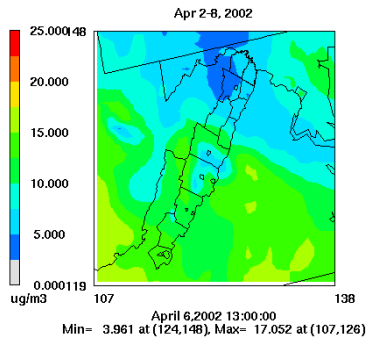 Apr 2-8, 2002
25.000
148
20.000
15.000
10.000
5.000
0.000
119
ug/m3
107
138
April 6,2002 13:00:00
Min= 3.961 at (124,148), Max= 17.052 at (107,126)